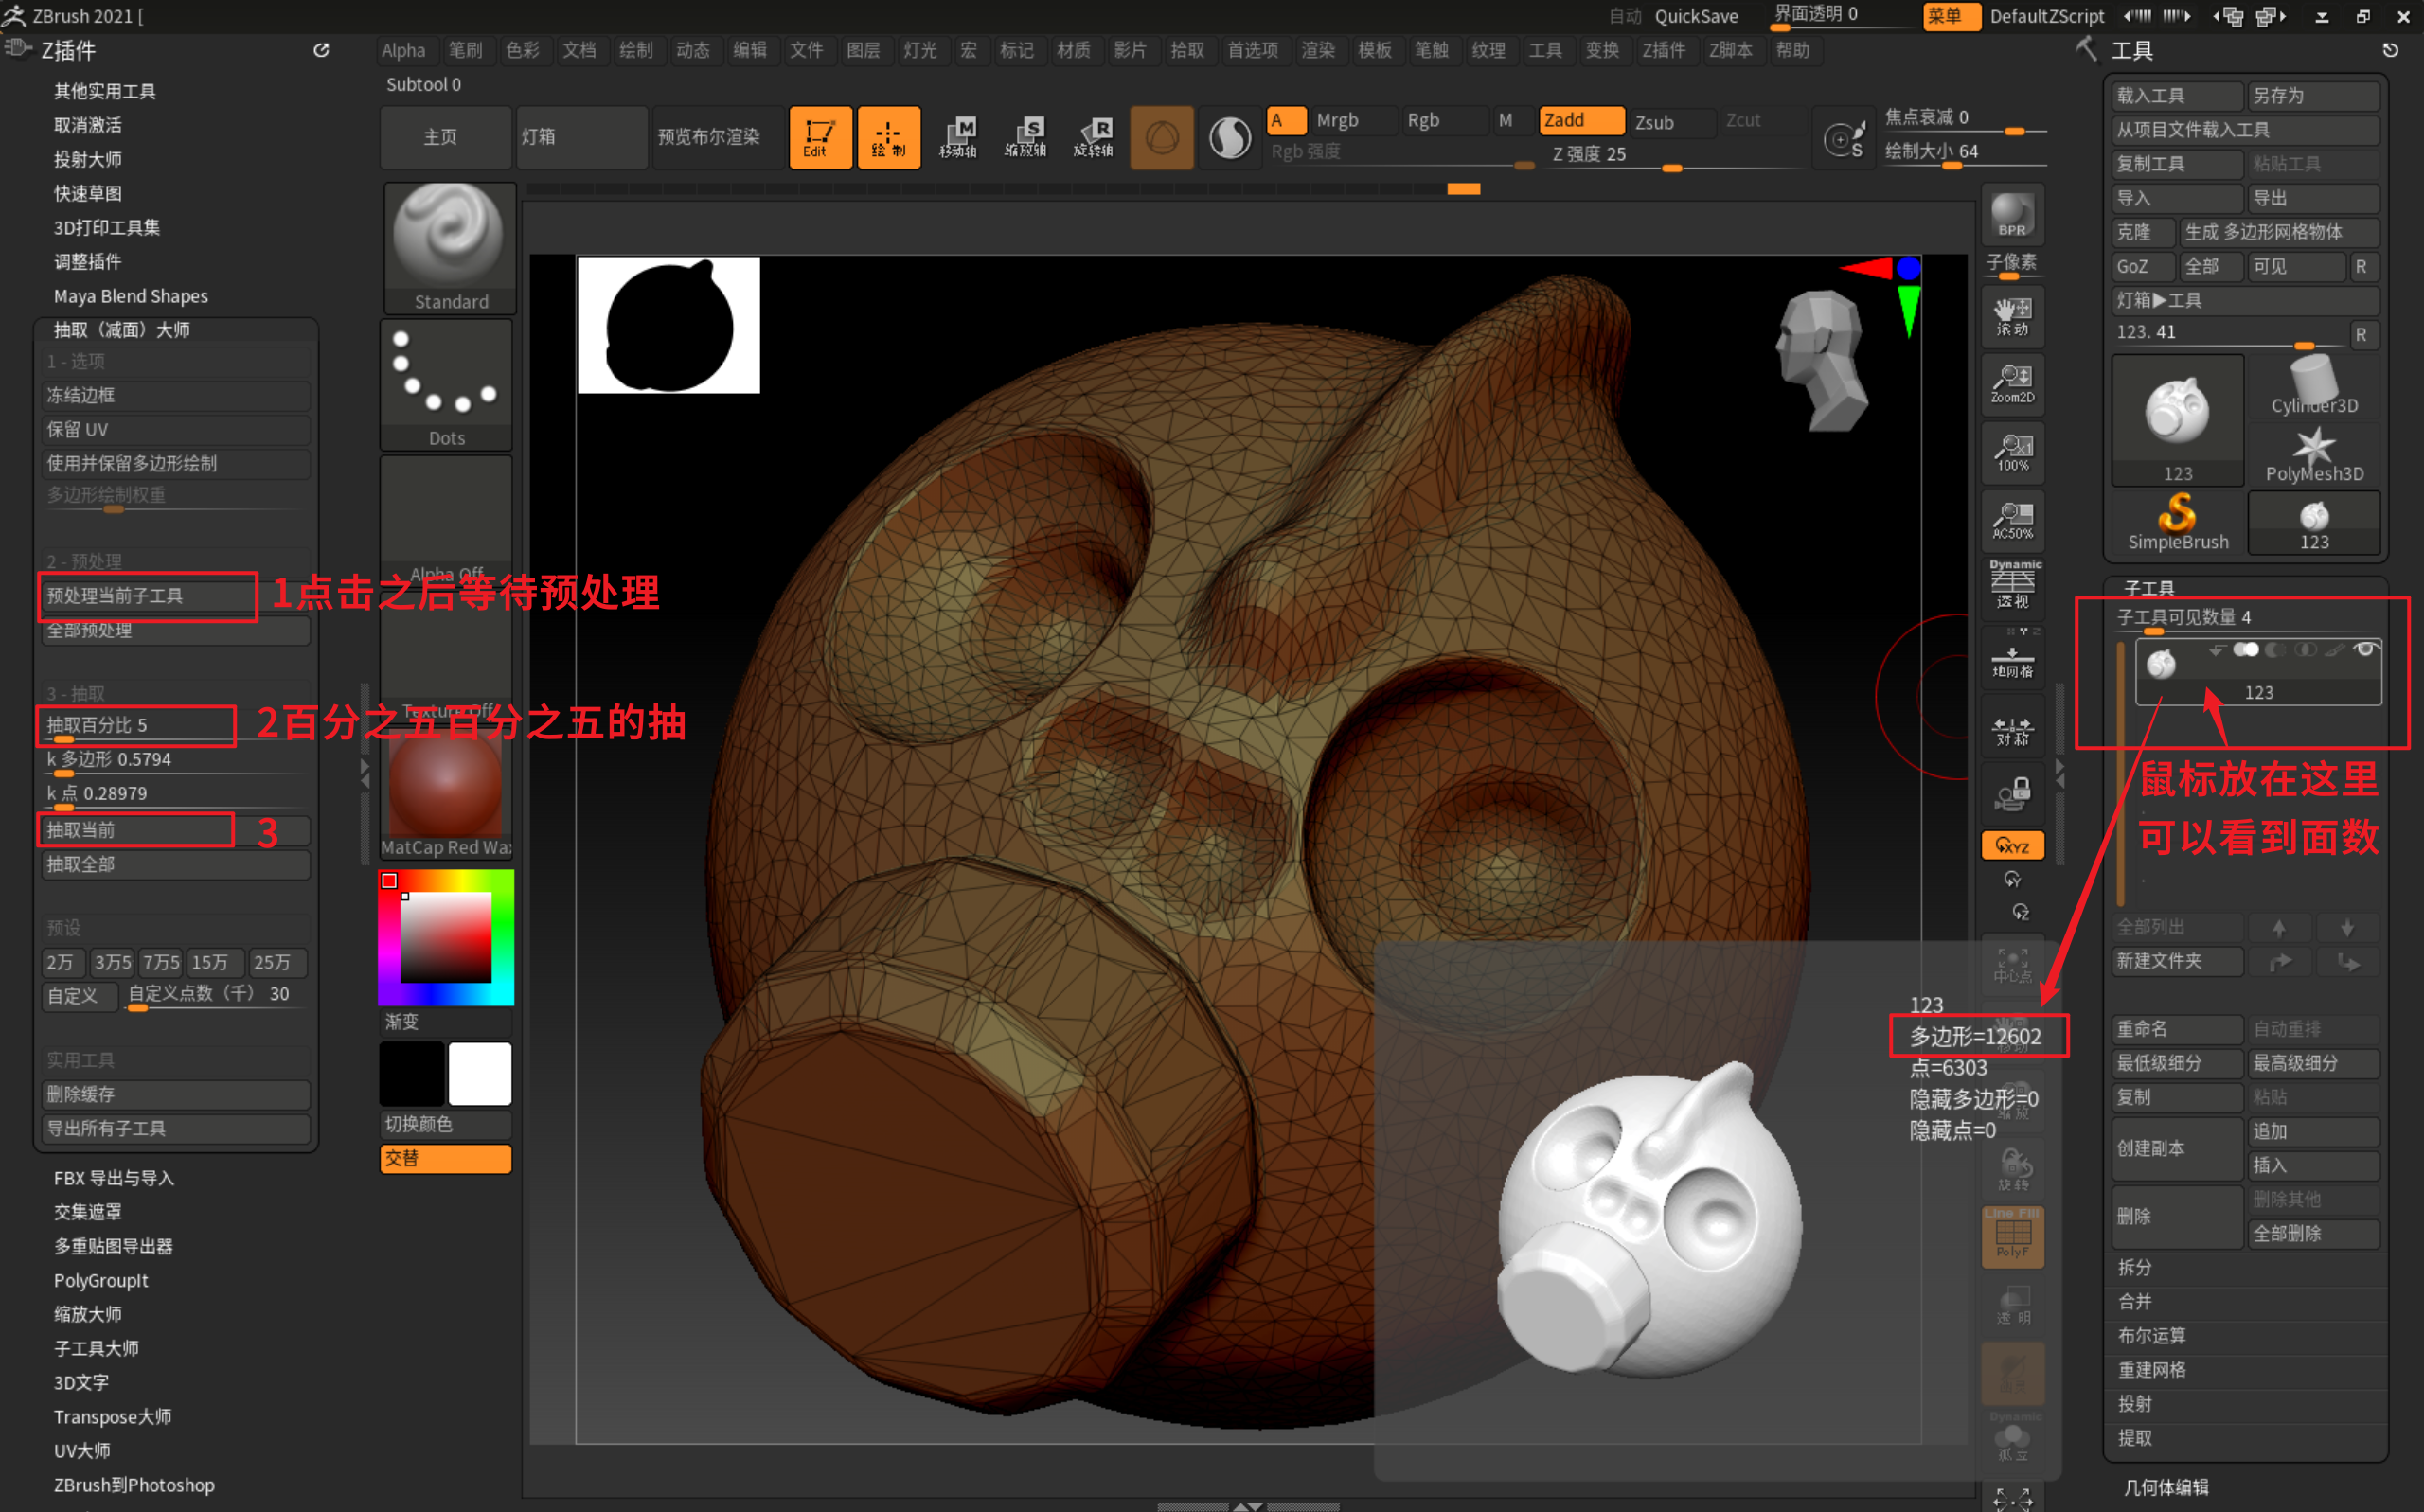 ZBrush 2021 [
自动 QuickSave 界面透明 0 菜单 DefaultZScript
Z插件
Alpha 笔刷 色彩 文档 绘制 动态 编辑 文件 图层 灯光 宏 标记 材质 影片 拾取 首选项 渲染 模板 笔触 纹理 工具 变换 Z插件 Z脚本 帮助
工具
Subtool 0
主页 灯箱 预览布尔渲染 Edit 绘制 移动轴 缩放轴 旋转轴
M S R
A Mrgb Rgb M Zadd Zsub Zcut
Rgb 强度 Z 强度 25
S
焦点衰减 0
绘制大小 64
其他实用工具
取消激活
投射大师
快速草图
3D打印工具集
调整插件
Maya Blend Shapes
抽取（减面）大师
1 - 选项
冻结边框
保留 UV
使用并保留多边形绘制
多边形绘制权重
2 - 预处理
预处理当前子工具
1点击之后等待预处理
全部预处理
3 - 抽取
抽取百分比 5
2百分之五百分之五的抽
k 多边形 0.5794
k 点 0.28979
抽取当前
3
抽取全部
预设
2万 3万5 7万5 15万 25万
自定义 自定义点数（千） 30
实用工具
删除缓存
导出所有子工具
FBX 导出与导入
交集遮罩
多重贴图导出器
PolyGroupIt
缩放大师
子工具大师
3D文字
Transpose大师
UV大师
ZBrush到Photoshop
Standard
Dots
Alpha Off
Texture Off
MatCap Red Wa
渐变
切换颜色
交替
BPR
子像素
滚动
Zoom2D
100%
AC50%
Dynamic
透视
地网格
对称
XYZ
Y
Z
中心点
旋转
Line Fill
PolyF
透明
Dynamic
孤立
123
多边形=12602
点=6303
隐藏多边形=0
隐藏点=0
载入工具 另存为
从项目文件载入工具
复制工具 粘贴工具
导入 导出
克隆 生成 多边形网格物体
GoZ 全部 可见 R
灯箱▶工具
123. 41 R
123
Cylinder3D
PolyMesh3D
SimpleBrush
123
子工具
子工具可见数量 4
123
鼠标放在这里
可以看到面数
全部列出
新建文件夹
重命名 自动重排
最低级细分 最高级细分
复制 粘贴
创建副本 追加
插入
删除 删除其他
全部删除
拆分
合并
布尔运算
重建网格
投射
提取
几何体编辑